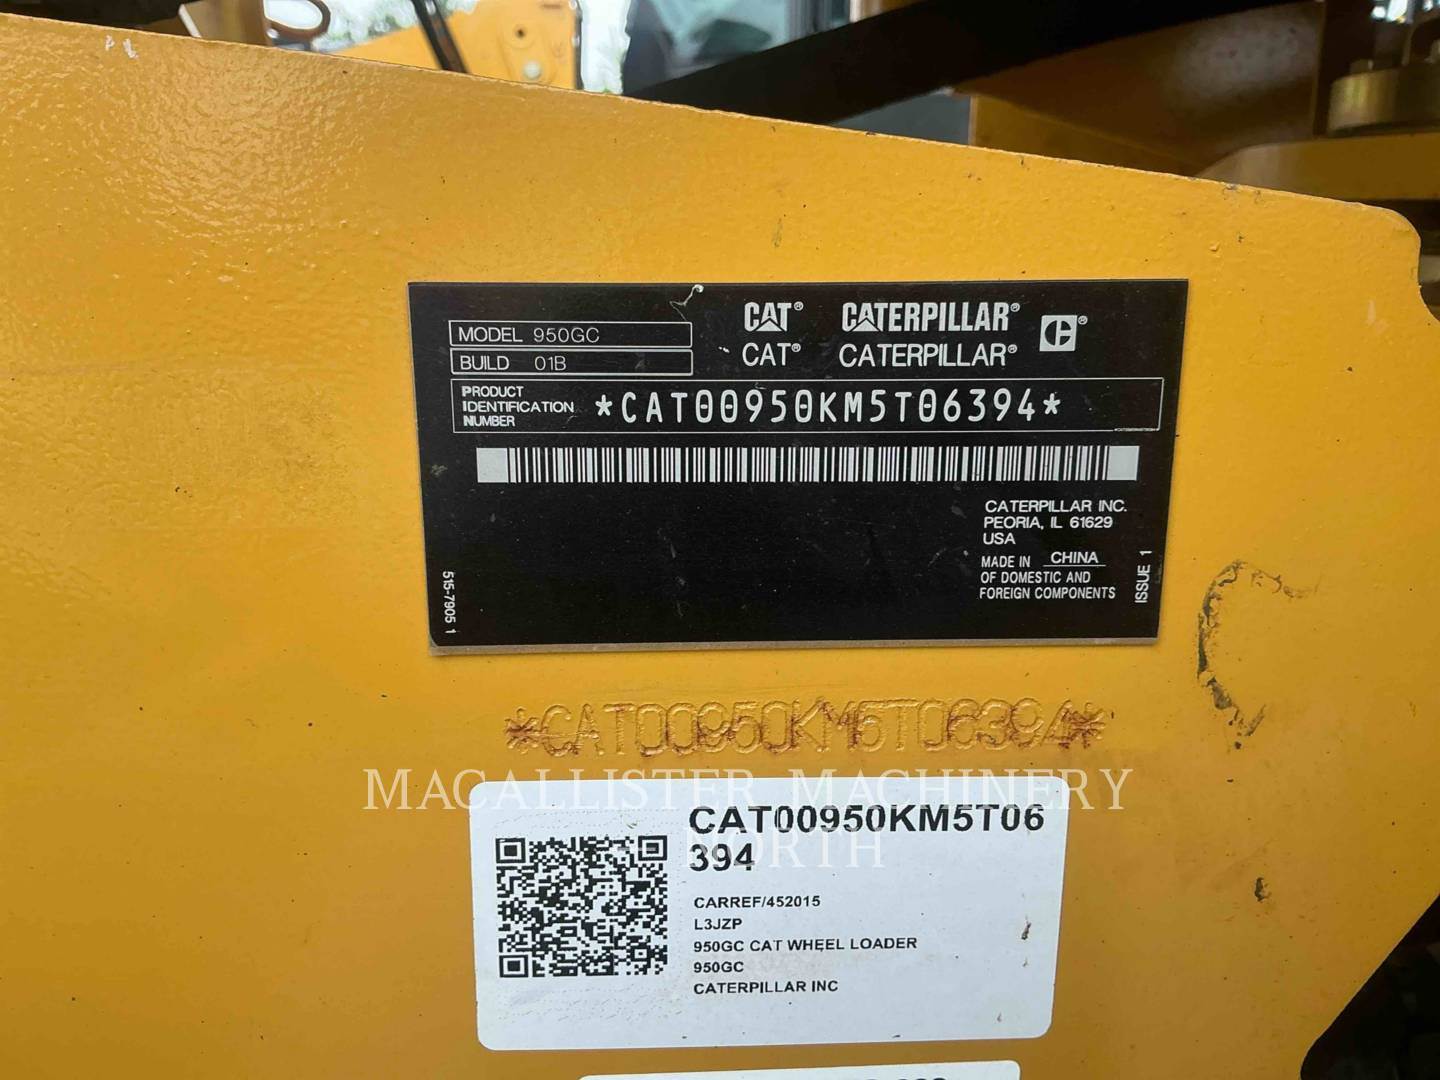 MODEL 950GC
BUILD 01B
CAT® CATERPILLAR® C®
CAT® CATERPILLAR®
PRODUCT
IDENTIFICATION
NUMBER
*CAT00950KM5T06394*
CATERPILLAR INC.
PEORIA, IL 61629
USA
MADE IN CHINA
OF DOMESTIC AND
FOREIGN COMPONENTS
ISSUE 1
515-7905 1
*CAT00950KM5T06394*
MACALLISTER MACHINERY
NORTH
CAT00950KM5T06
394
CARREF/452015
L3JZP
950GC CAT WHEEL LOADER
950GC
CATERPILLAR INC